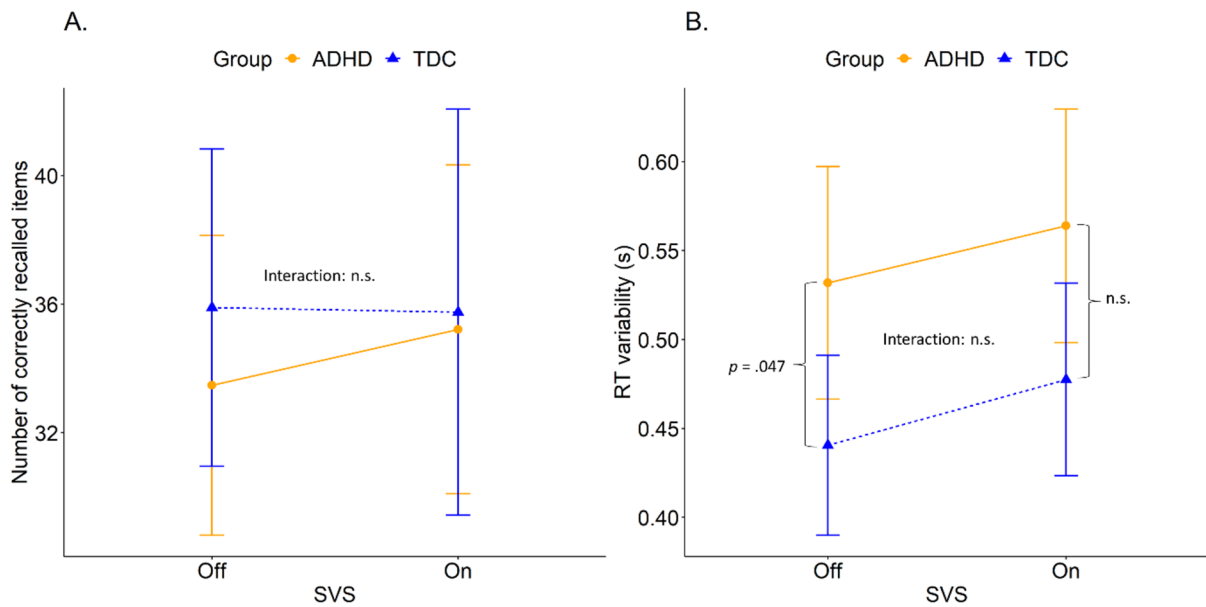 A.
Group ADHD TDC
Number of correctly recalled items
40
36
32
Interaction: n.s.
Off On
SVS
B.
Group ADHD TDC
RT variability (s)
0.60
0.55
0.50
0.45
0.40
p = .047
Interaction: n.s.
n.s.
Off On
SVS